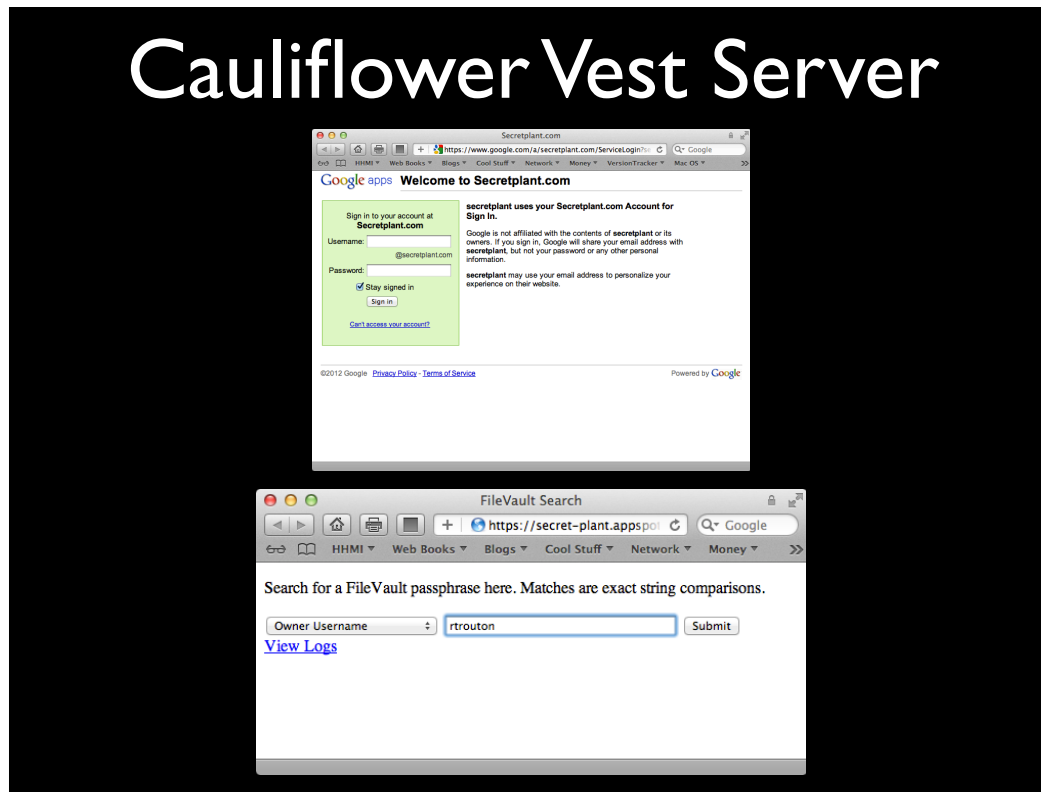 Cauliflower Vest Server
Secretplant.com
https://www.google.com/a/secretplant.com/ServiceLogin?se
Google
HHMI Web Books Blogs Cool Stuff Network Money VersionTracker Mac OS
Google apps Welcome to Secretplant.com
Sign in to your account at
Secretplant.com
Username:
@secretplant.com
Password:
Stay signed in
Sign in
Can't access your account?
secretplant uses your Secretplant.com Account for
Sign In.
Google is not affiliated with the contents of secretplant or its
owners. If you sign in, Google will share your email address with
secretplant, but not your password or any other personal
information.
secretplant may use your email address to personalize your
experience on their website.
©2012 Google Privacy Policy - Terms of Service
Powered by Google
FileVault Search
https://secret-plant.appspot
Google
HHMI Web Books Blogs Cool Stuff Network Money
Search for a FileVault passphrase here. Matches are exact string comparisons.
Owner Username rtrouton Submit
View Logs